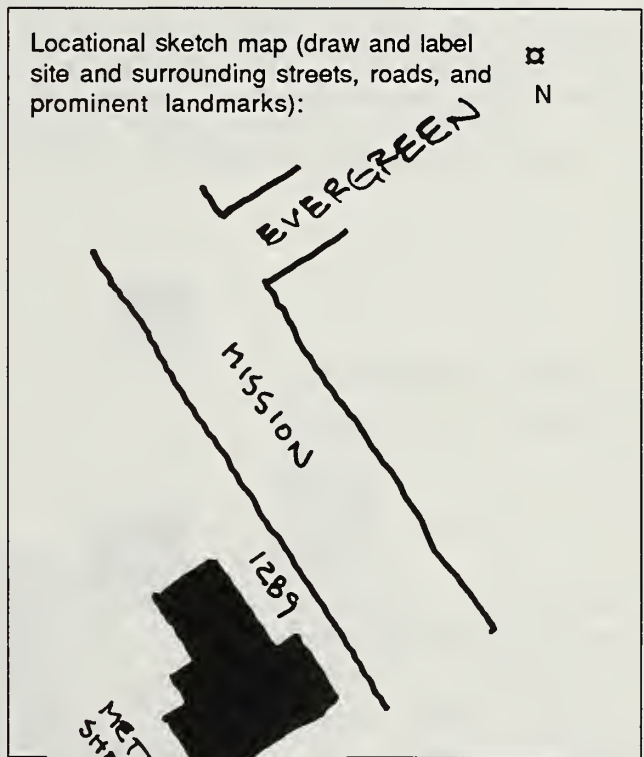 Locational sketch map (draw and label
site and surrounding streets, roads, and
prominent landmarks):
¤
N
EVERGREEN
MISSION
1289